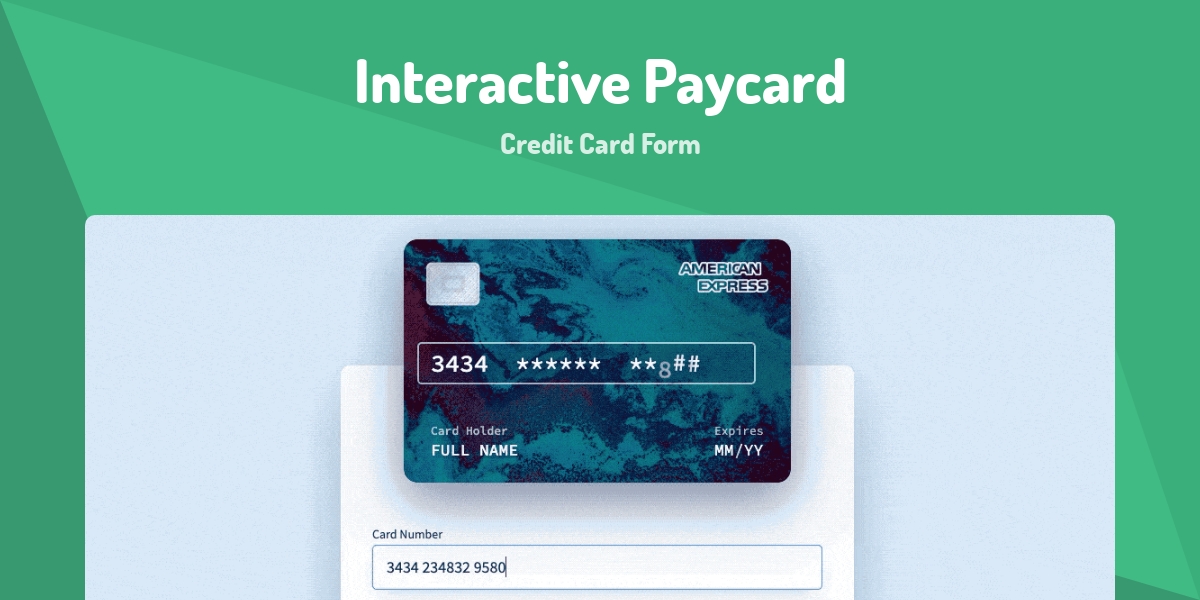 Interactive Paycard
Credit Card Form
AMERICAN
EXPRESS
3434 ****** **8##
Card Holder
Expires
FULL NAME
MM/YY
Card Number
3434 234832 9580